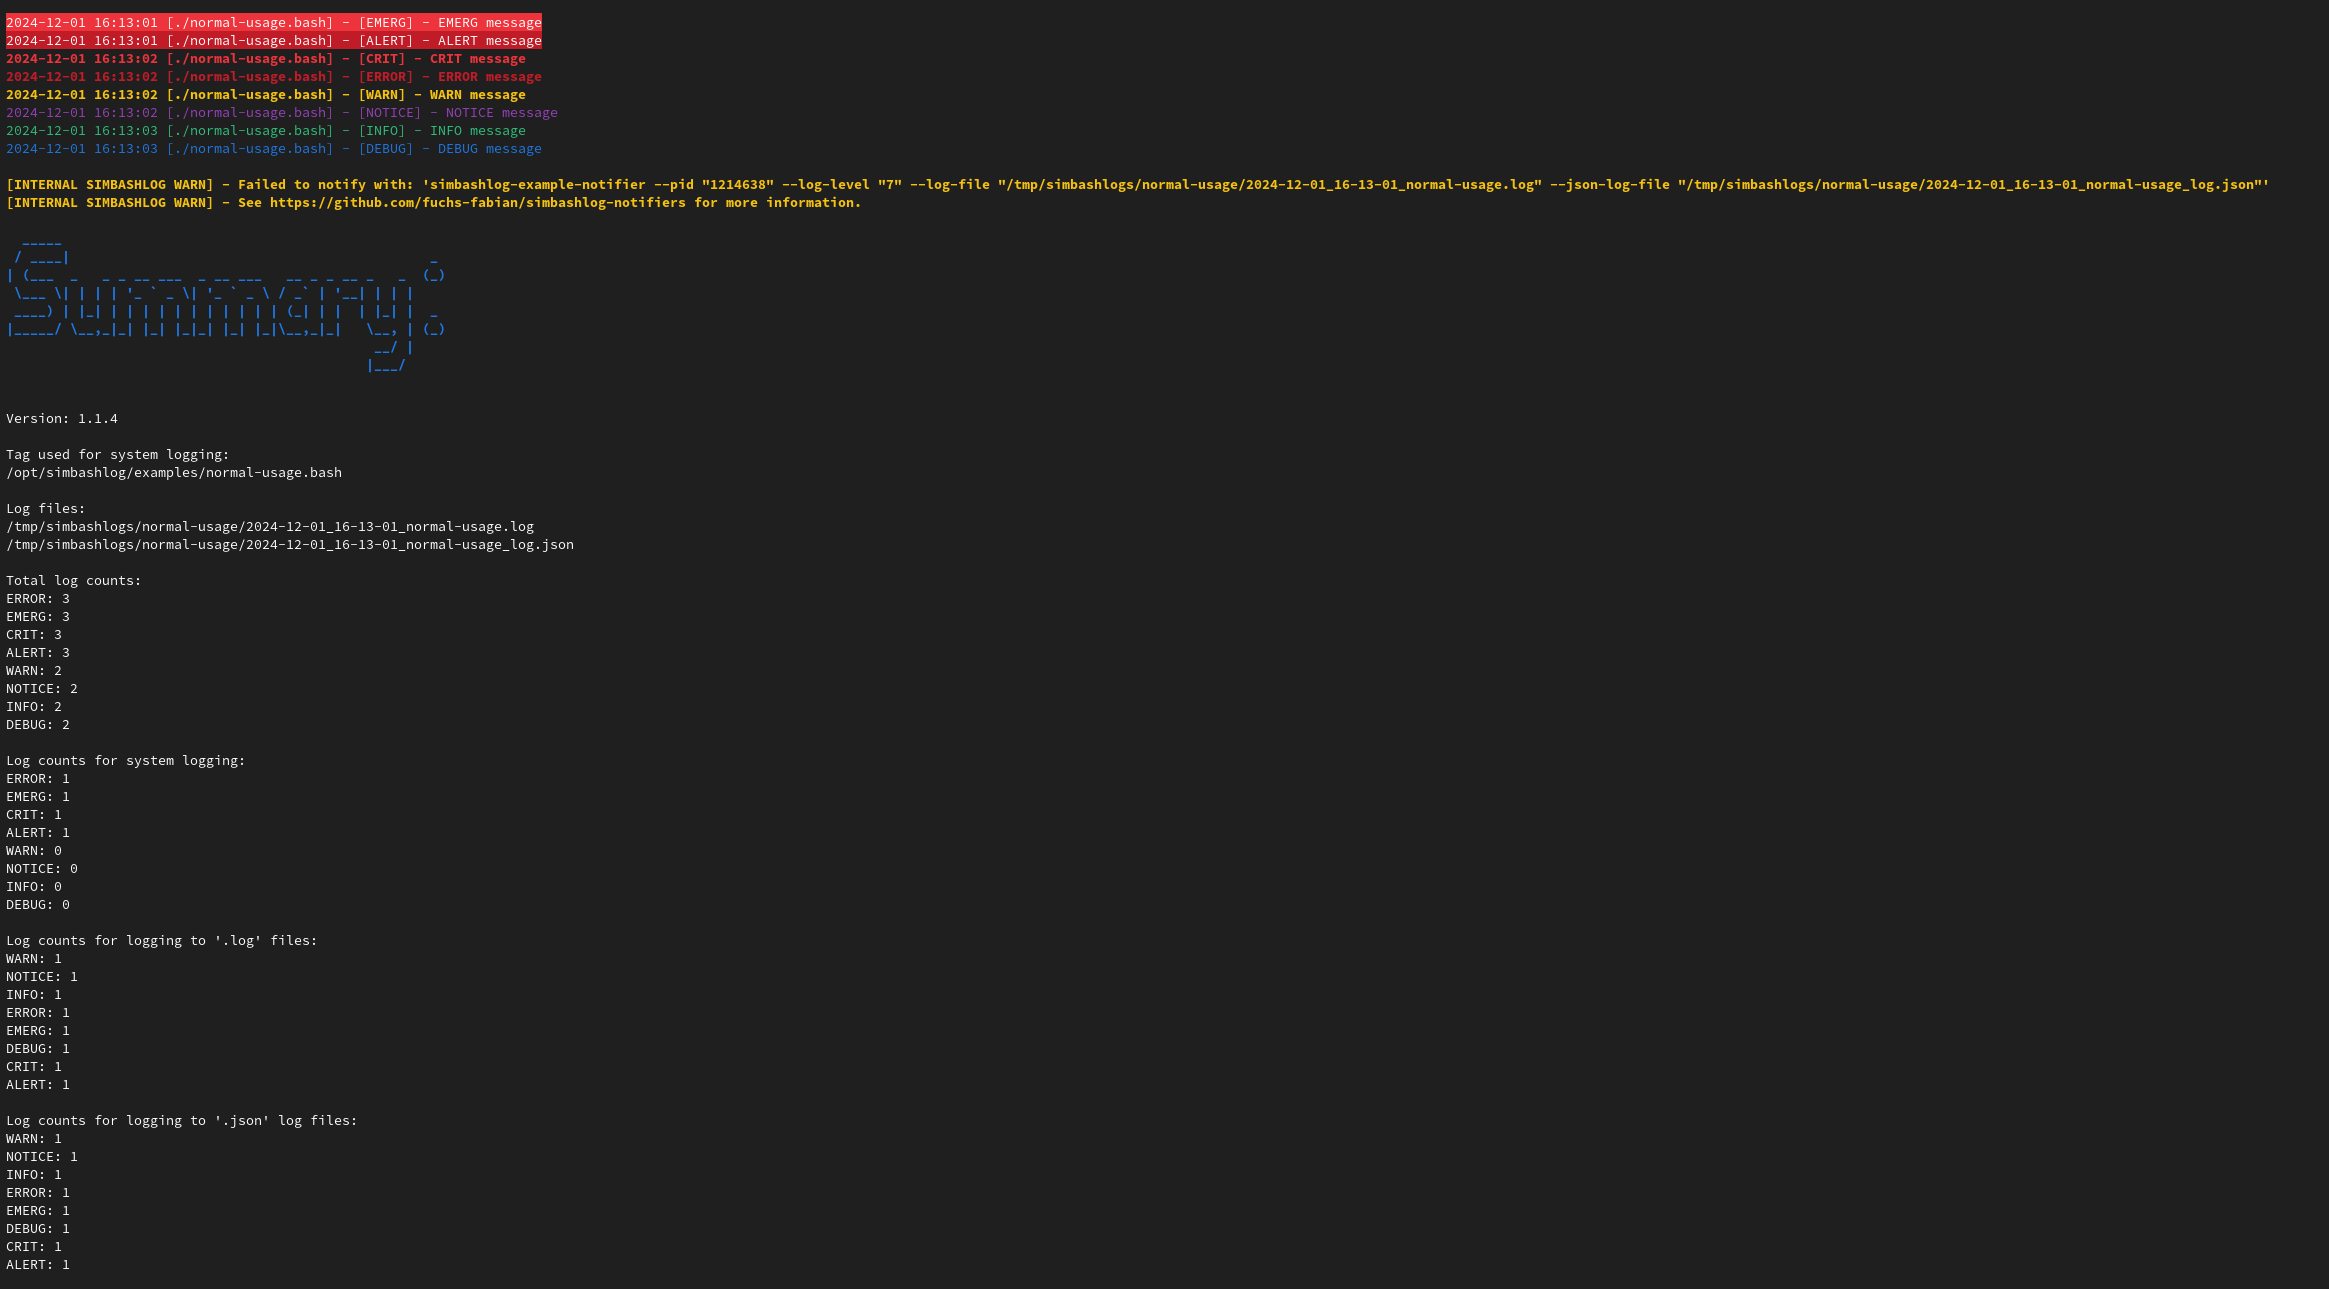 2024-12-01 16:13:01 [./normal-usage.bash] - [EMERG] - EMERG message
2024-12-01 16:13:01 [./normal-usage.bash] - [ALERT] - ALERT message
2024-12-01 16:13:02 [./normal-usage.bash] - [CRIT] - CRIT message
2024-12-01 16:13:02 [./normal-usage.bash] - [ERROR] - ERROR message
2024-12-01 16:13:02 [./normal-usage.bash] - [WARN] - WARN message
2024-12-01 16:13:02 [./normal-usage.bash] - [NOTICE] - NOTICE message
2024-12-01 16:13:03 [./normal-usage.bash] - [INFO] - INFO message
2024-12-01 16:13:03 [./normal-usage.bash] - [DEBUG] - DEBUG message
[INTERNAL SIMBASHLOG WARN] - Failed to notify with: 'simbashlog-example-notifier --pid "1214638" --log-level "7" --log-file "/tmp/simbashlogs/normal-usage/2024-12-01_16-13-01_normal-usage.log" --json-log-file "/tmp/simbashlogs/normal-usage/2024-12-01_16-13-01_normal-usage_log.json"'
[INTERNAL SIMBASHLOG WARN] - See https://github.com/fuchs-fabian/simbashlog-notifiers for more information.
Summary:
Version: 1.1.4
Tag used for system logging:
/opt/simbashlog/examples/normal-usage.bash
Log files:
/tmp/simbashlogs/normal-usage/2024-12-01_16-13-01_normal-usage.log
/tmp/simbashlogs/normal-usage/2024-12-01_16-13-01_normal-usage_log.json
Total log counts:
ERROR: 3
EMERG: 3
CRIT: 3
ALERT: 3
WARN: 2
NOTICE: 2
INFO: 2
DEBUG: 2
Log counts for system logging:
ERROR: 1
EMERG: 1
CRIT: 1
ALERT: 1
WARN: 0
NOTICE: 0
INFO: 0
DEBUG: 0
Log counts for logging to '.log' files:
WARN: 1
NOTICE: 1
INFO: 1
ERROR: 1
EMERG: 1
DEBUG: 1
CRIT: 1
ALERT: 1
Log counts for logging to '.json' log files:
WARN: 1
NOTICE: 1
INFO: 1
ERROR: 1
EMERG: 1
DEBUG: 1
CRIT: 1
ALERT: 1